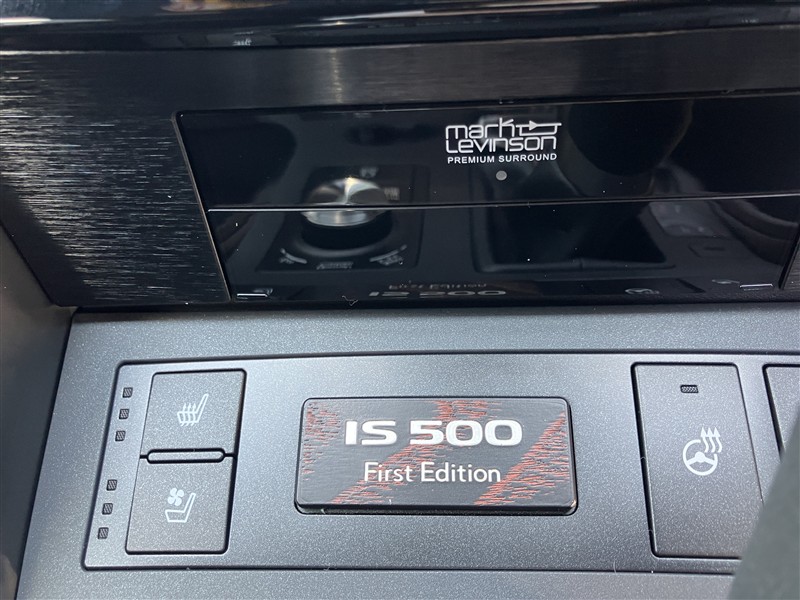 mark
Levinson
PREMIUM SURROUND
IS 500
First Edition